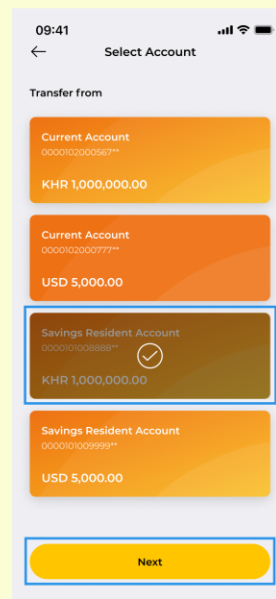 09:41
Select Account
Transfer from
Current Account
0000102000567**
KHR 1,000,000.00
Current Account
0000102000777**
USD 5,000.00
Savings Resident Account
0000101008888**
KHR 1,000,000.00
Savings Resident Account
0000101009999**
USD 5,000.00
Next